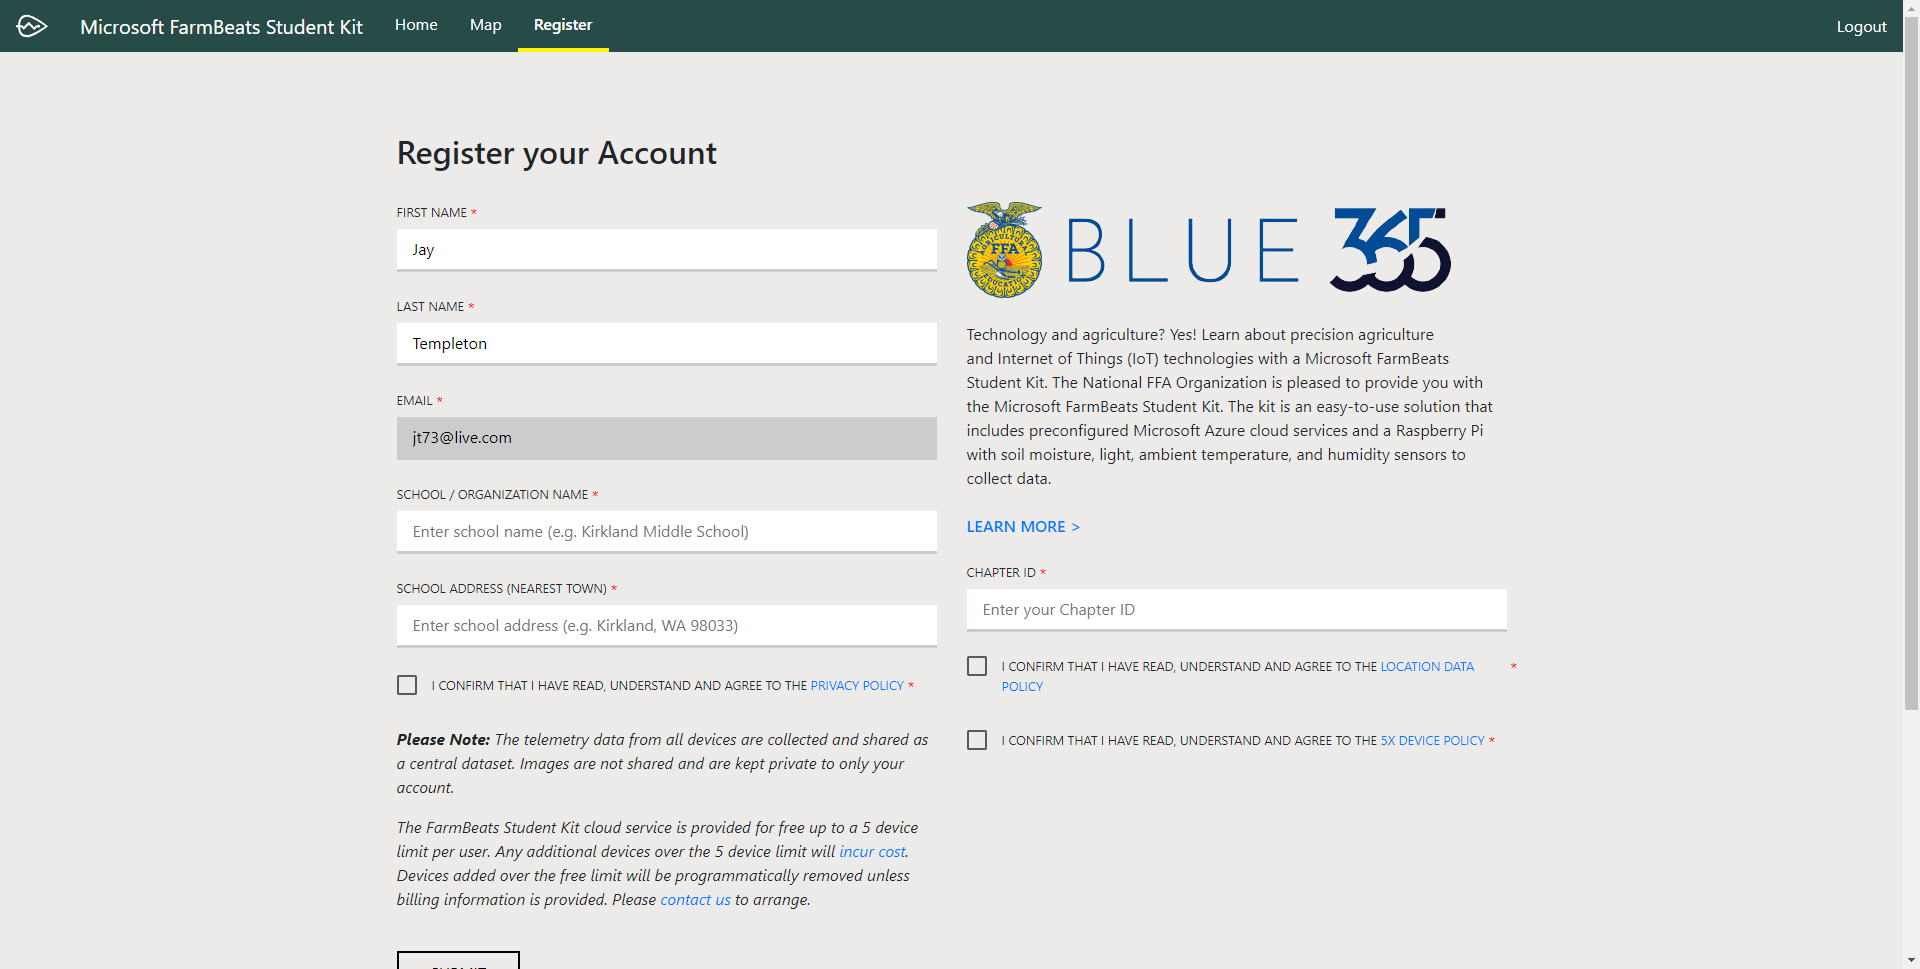 Microsoft FarmBeats Student Kit
Home
Map
Register
Logout
Register your Account
FIRST NAME *
Jay
LAST NAME *
Templeton
EMAIL *
jt73@live.com
SCHOOL / ORGANIZATION NAME *
Enter school name (e.g. Kirkland Middle School)
SCHOOL ADDRESS (NEAREST TOWN) *
Enter school address (e.g. Kirkland, WA 98033)
I CONFIRM THAT I HAVE READ, UNDERSTAND AND AGREE TO THE PRIVACY POLICY *
Please Note: The telemetry data from all devices are collected and shared as
a central dataset. Images are not shared and are kept private to only your
account.
The FarmBeats Student Kit cloud service is provided for free up to a 5 device
limit per user. Any additional devices over the 5 device limit will incur cost.
Devices added over the free limit will be programmatically removed unless
billing information is provided. Please contact us to arrange.
SUBMIT
AGRICULTURAL
FFA
EDUCATION
BLUE 365
Technology and agriculture? Yes! Learn about precision agriculture
and Internet of Things (IoT) technologies with a Microsoft FarmBeats
Student Kit. The National FFA Organization is pleased to provide you with
the Microsoft FarmBeats Student Kit. The kit is an easy-to-use solution that
includes preconfigured Microsoft Azure cloud services and a Raspberry Pi
with soil moisture, light, ambient temperature, and humidity sensors to
collect data.
LEARN MORE >
CHAPTER ID *
Enter your Chapter ID
I CONFIRM THAT I HAVE READ, UNDERSTAND AND AGREE TO THE LOCATION DATA *
POLICY
I CONFIRM THAT I HAVE READ, UNDERSTAND AND AGREE TO THE 5X DEVICE POLICY *